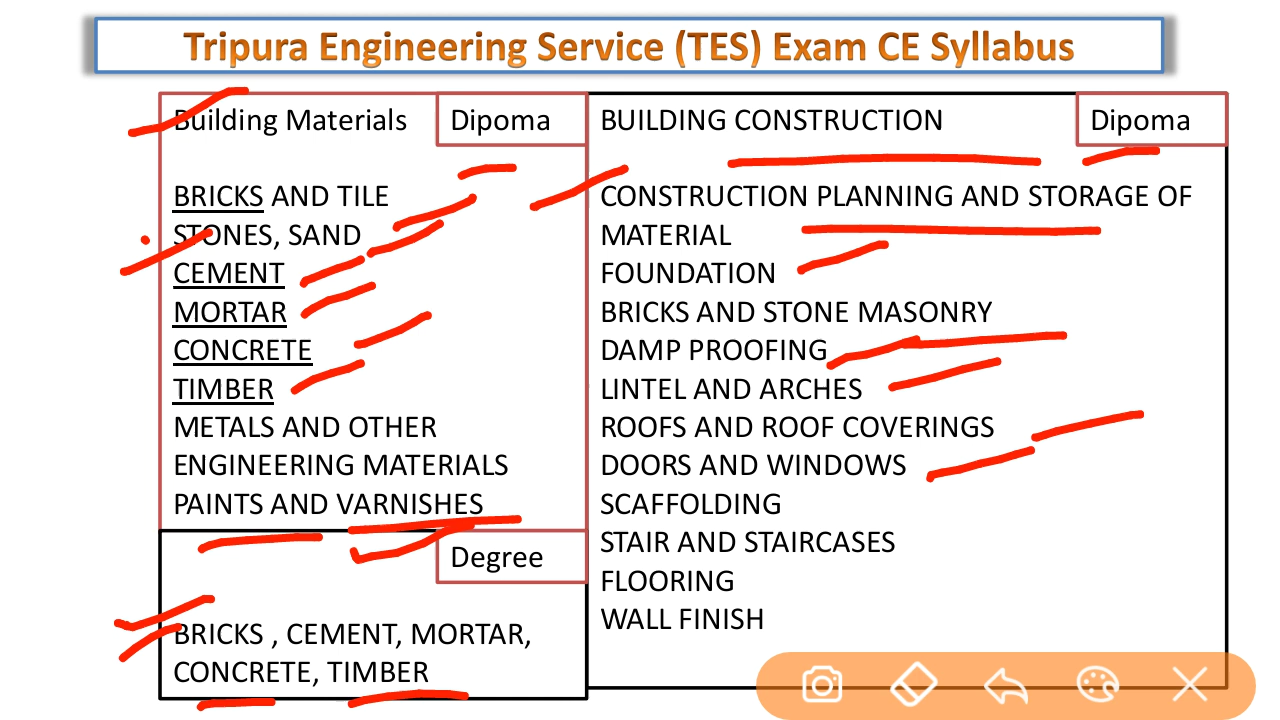 Tripura Engineering Service (TES) Exam CE Syllabus
Building Materials
Dipoma
BRICKS AND TILE
STONES, SAND
CEMENT
MORTAR
CONCRETE
TIMBER
METALS AND OTHER
ENGINEERING MATERIALS
PAINTS AND VARNISHES
Degree
BRICKS , CEMENT, MORTAR,
CONCRETE, TIMBER
BUILDING CONSTRUCTION
Dipoma
CONSTRUCTION PLANNING AND STORAGE OF
MATERIAL
FOUNDATION
BRICKS AND STONE MASONRY
DAMP PROOFING
LINTEL AND ARCHES
ROOFS AND ROOF COVERINGS
DOORS AND WINDOWS
SCAFFOLDING
STAIR AND STAIRCASES
FLOORING
WALL FINISH